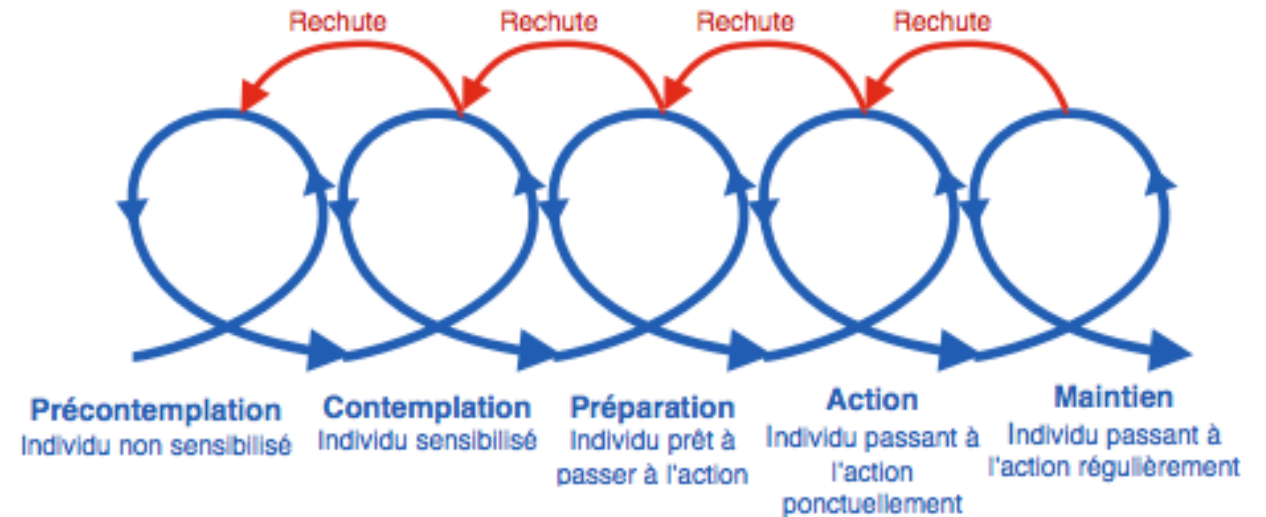 Rechute
Rechute
Rechute
Rechute
Précontemplation
Individu non sensibilisé
Contemplation
Individu sensibilisé
Préparation
Individu prêt à
passer à l'action
Action
Individu passant à
l'action
ponctuellement
Maintien
Individu passant à
l'action régulièrement